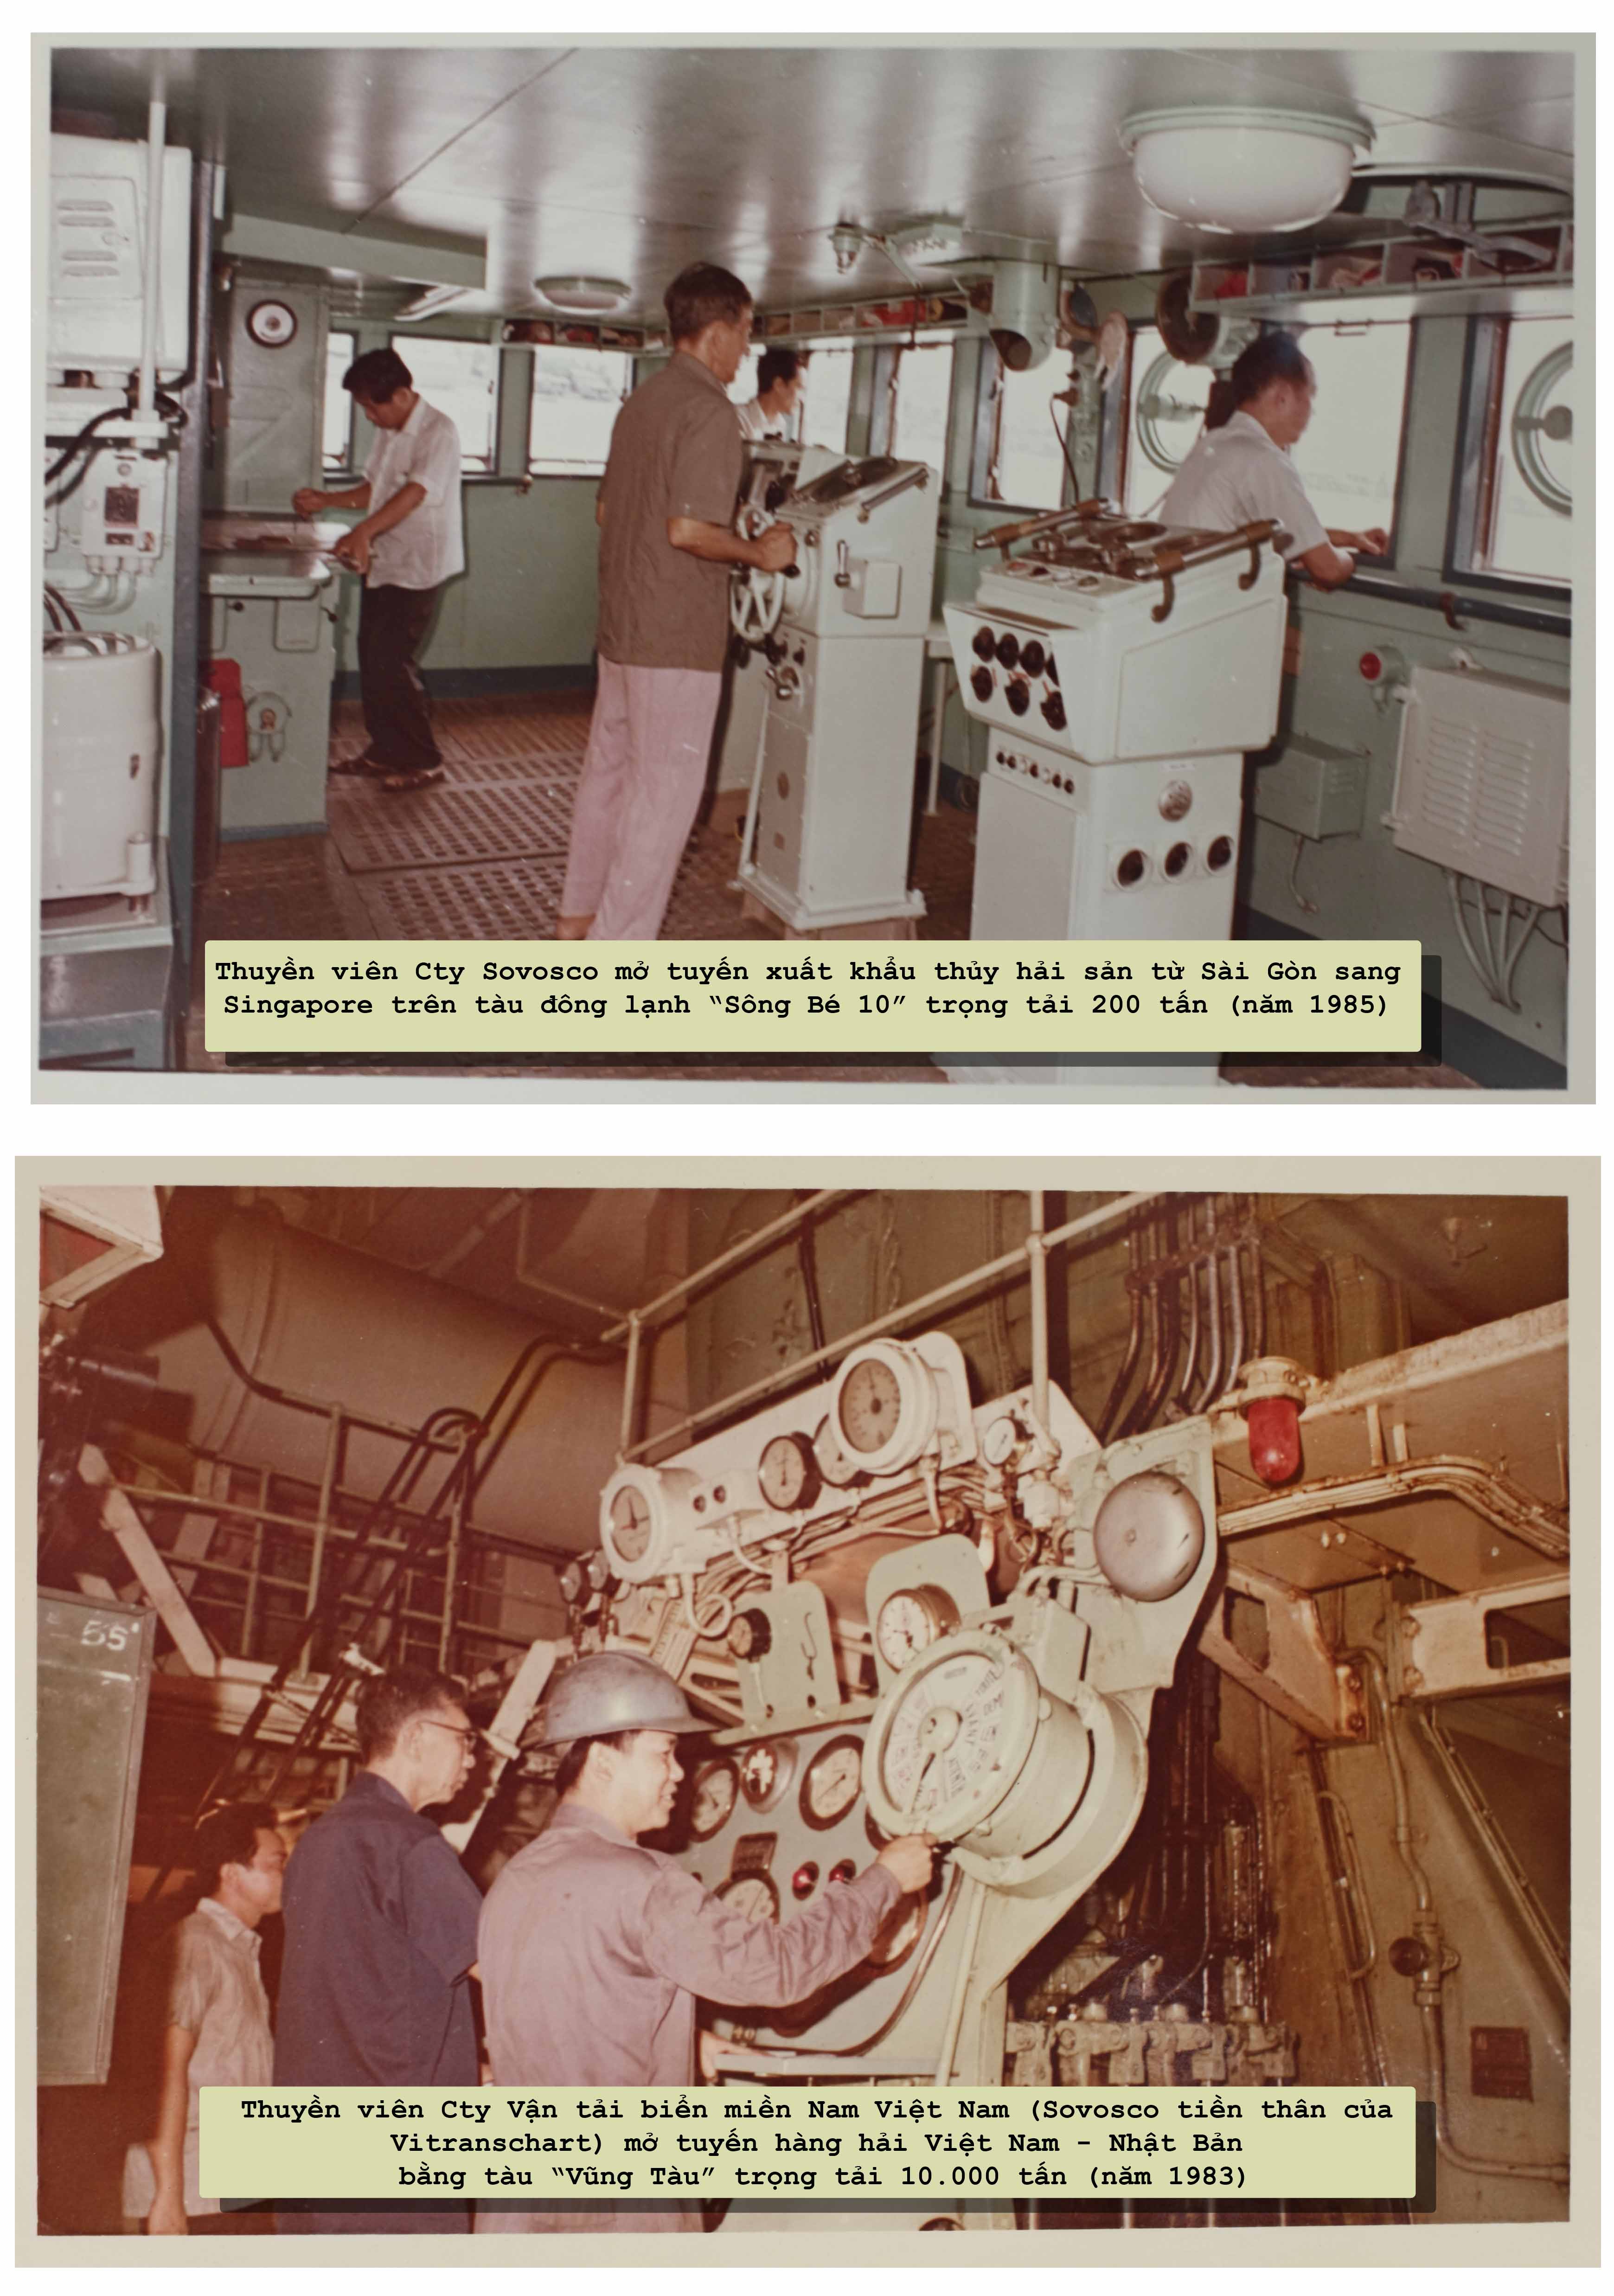 Thuyền viên Cty Sovosco mở tuyến xuất khẩu thủy hải sản từ Sài Gòn sang
Singapore trên tàu đông lạnh “Sông Bé 10” trọng tải 200 tấn (năm 1985)
55°
Thuyền viên Cty Vận tải biển miền Nam Việt Nam (Sovosco tiền thân của
Vitranschart) mở tuyến hàng hải Việt Nam - Nhật Bản
bằng tàu “Vũng Tàu” trọng tải 10.000 tấn (năm 1983)